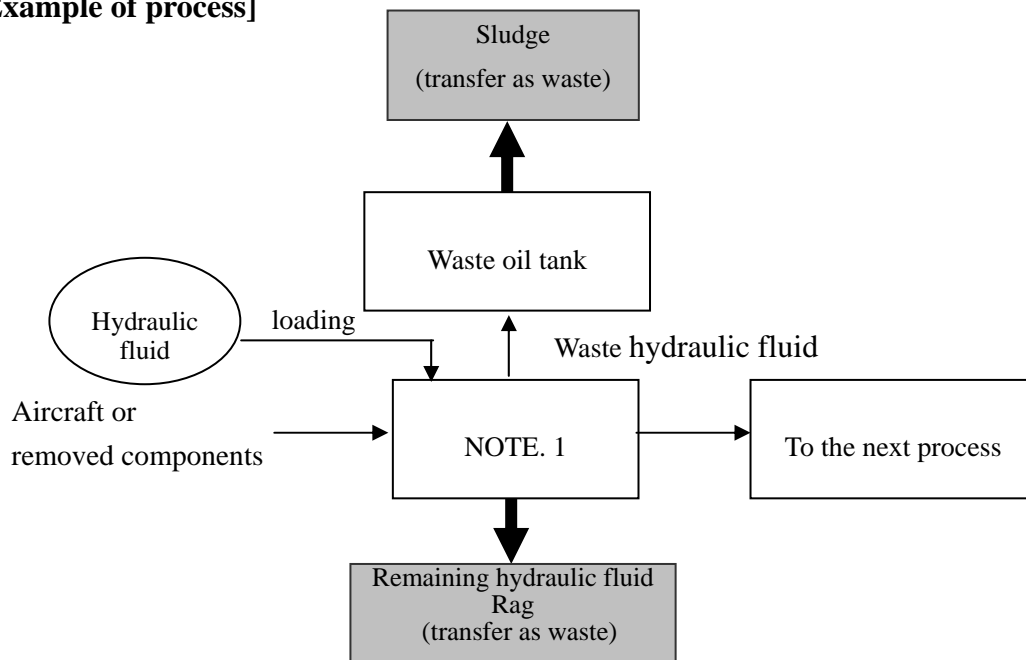 Example of process]
Sludge
(transfer as waste)
Waste oil tank
Hydraulic
fluid
loading
Waste hydraulic fluid
Aircraft or
removed components
NOTE. 1
To the next process
Remaining hydraulic fluid
Rag
(transfer as waste)